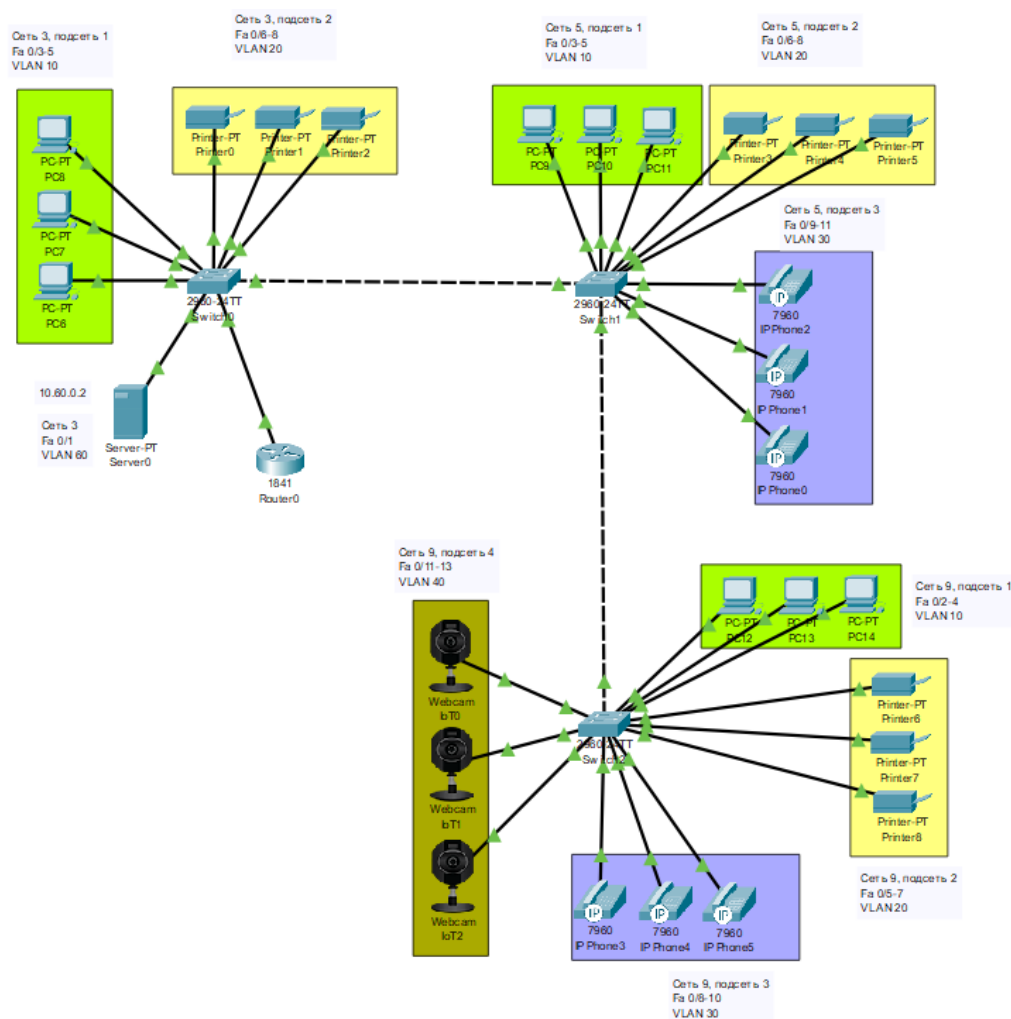 Сеть 3, подсеть 1
Fa 0/3-5
VLAN 10
Сеть 3, подсеть 2
Fa 0/6-8
VLAN 20
Сеть 5, подсеть 1
Fa 0/3-5
VLAN 10
Сеть 5, подсеть 2
Fa 0/6-8
VLAN 20
PC-PT
PC8
PC-PT
PC7
PC-PT
PC6
Printer-PT
Printer0
Printer-PT
Printer1
Printer-PT
Printer2
PC-PT
PC9
PC-PT
PC10
PC-PT
PC11
Printer-PT
Printer3
Printer-PT
Printer4
Printer-PT
Printer5
2960-24TT
Switch0
2960-24TT
Switch1
Сеть 5, подсеть 3
Fa 0/9-11
VLAN 30
IP
7960
IP Phone2
IP
7960
IP Phone1
IP
7960
IP Phone0
10.60.0.2
Сеть 3
Fa 0/1
VLAN 60
Server-PT
Server0
1841
Router0
Сеть 9, подсеть 4
Fa 0/11-13
VLAN 40
Webcam
IoT0
Webcam
IoT1
Webcam
IoT2
PC-PT
PC12
PC-PT
PC13
PC-PT
PC14
Сеть 9, подсеть 1
Fa 0/2-4
VLAN 10
2960-24TT
Switch2
Printer-PT
Printer6
Printer-PT
Printer7
Printer-PT
Printer8
Сеть 9, подсеть 2
Fa 0/5-7
VLAN 20
IP
7960
IP Phone3
IP
7960
IP Phone4
IP
7960
IP Phone5
Сеть 9, подсеть 3
Fa 0/8-10
VLAN 30